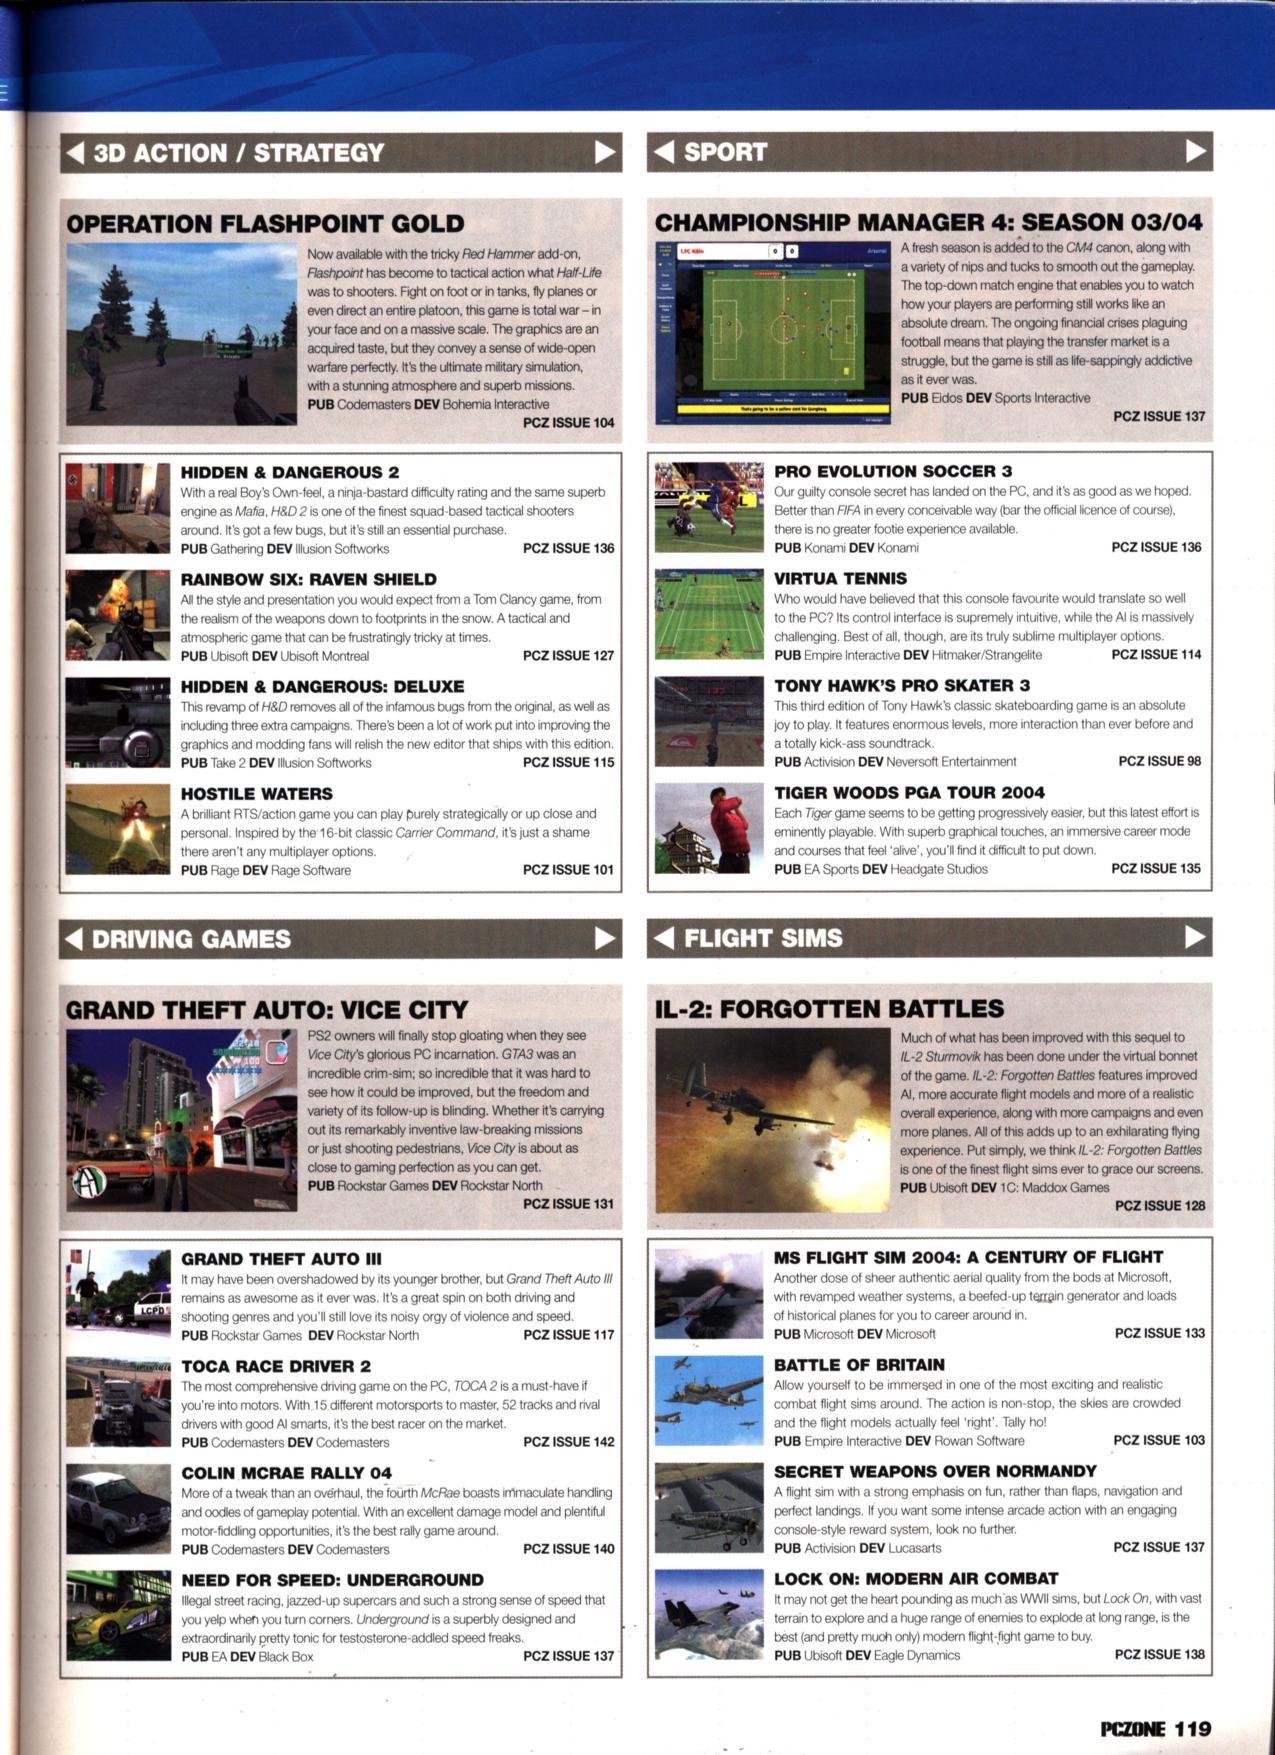 3D ACTION / STRATEGY
OPERATION FLASHPOINT GOLD
Now available with the tricky Red Hammer add-on,
Flashpoint has become to tactical action what Half-Life
was to shooters. Fight on foot or in tanks, fly planes or
even direct an entire platoon, this game is total war – in
your face and on a massive scale. The graphics are an
acquired taste, but they convey a sense of wide-open
warfare perfectly. It's the ultimate military simulation,
with a stunning atmosphere and superb missions.
PUB Codemasters DEV Bohemia Interactive
PCZ ISSUE 104
HIDDEN & DANGEROUS 2
With a real Boy's Own-feel, a ninja-bastard difficulty rating and the same superb
engine as Mafia, H&D 2 is one of the finest squad-based tactical shooters
around. It's got a few bugs, but it's still an essential purchase.
PUB Gathering DEV Illusion Softworks PCZ ISSUE 136
RAINBOW SIX: RAVEN SHIELD
All the style and presentation you would expect from a Tom Clancy game, from
the realism of the weapons down to footprints in the snow. A tactical and
atmospheric game that can be frustratingly tricky at times.
PUB Ubisoft DEV Ubisoft Montreal PCZ ISSUE 127
HIDDEN & DANGEROUS: DELUXE
This revamp of H&D removes all of the infamous bugs from the original, as well as
including three extra campaigns. There's been a lot of work put into improving the
graphics and modding fans will relish the new editor that ships with this edition.
PUB Take 2 DEV Illusion Softworks PCZ ISSUE 115
HOSTILE WATERS
A brilliant RTS/action game you can play purely strategically or up close and
personal. Inspired by the 16-bit classic Carrier Command, it's just a shame
there aren't any multiplayer options.
PUB Rage DEV Rage Software PCZ ISSUE 101
SPORT
CHAMPIONSHIP MANAGER 4: SEASON 03/04
1.FC Köln 0 0 Arsenal
That's going to be a yellow card for Ljungberg
A fresh season is added to the CM4 canon, along with
a variety of nips and tucks to smooth out the gameplay.
The top-down match engine that enables you to watch
how your players are performing still works like an
absolute dream. The ongoing financial crises plaguing
football means that playing the transfer market is a
struggle, but the game is still as life-sappingly addictive
as it ever was.
PUB Eidos DEV Sports Interactive
PCZ ISSUE 137
PRO EVOLUTION SOCCER 3
Our guilty console secret has landed on the PC, and it's as good as we hoped.
Better than FIFA in every conceivable way (bar the official licence of course),
there is no greater footie experience available.
PUB Konami DEV Konami PCZ ISSUE 136
VIRTUA TENNIS
Who would have believed that this console favourite would translate so well
to the PC? Its control interface is supremely intuitive, while the AI is massively
challenging. Best of all, though, are its truly sublime multiplayer options.
PUB Empire Interactive DEV Hitmaker/Strangelite PCZ ISSUE 114
TONY HAWK'S PRO SKATER 3
This third edition of Tony Hawk's classic skateboarding game is an absolute
joy to play. It features enormous levels, more interaction than ever before and
a totally kick-ass soundtrack.
PUB Activision DEV Neversoft Entertainment PCZ ISSUE 98
TIGER WOODS PGA TOUR 2004
Each Tiger game seems to be getting progressively easier, but this latest effort is
eminently playable. With superb graphical touches, an immersive career mode
and courses that feel 'alive', you'll find it difficult to put down.
PUB EA Sports DEV Headgate Studios PCZ ISSUE 135
DRIVING GAMES
GRAND THEFT AUTO: VICE CITY
PS2 owners will finally stop gloating when they see
Vice City's glorious PC incarnation. GTA3 was an
incredible crim-sim; so incredible that it was hard to
see how it could be improved, but the freedom and
variety of its follow-up is blinding. Whether it's carrying
out its remarkably inventive law-breaking missions
or just shooting pedestrians, Vice City is about as
close to gaming perfection as you can get.
PUB Rockstar Games DEV Rockstar North
PCZ ISSUE 131
GRAND THEFT AUTO III
LCPD
It may have been overshadowed by its younger brother, but Grand Theft Auto III
remains as awesome as it ever was. It's a great spin on both driving and
shooting genres and you'll still love its noisy orgy of violence and speed.
PUB Rockstar Games DEV Rockstar North PCZ ISSUE 117
TOCA RACE DRIVER 2
The most comprehensive driving game on the PC, TOCA 2 is a must-have if
you're into motors. With 15 different motorsports to master, 52 tracks and rival
drivers with good AI smarts, it's the best racer on the market.
PUB Codemasters DEV Codemasters PCZ ISSUE 142
COLIN MCRAE RALLY 04
More of a tweak than an overhaul, the fourth McRae boasts immaculate handling
and oodles of gameplay potential. With an excellent damage model and plentiful
motor-fiddling opportunities, it's the best rally game around.
PUB Codemasters DEV Codemasters PCZ ISSUE 140
NEED FOR SPEED: UNDERGROUND
Illegal street racing, jazzed-up supercars and such a strong sense of speed that
you yelp when you turn corners. Underground is a superbly designed and
extraordinarily pretty tonic for testosterone-addled speed freaks.
PUB EA DEV Black Box PCZ ISSUE 137
FLIGHT SIMS
IL-2: FORGOTTEN BATTLES
Much of what has been improved with this sequel to
IL-2 Sturmovik has been done under the virtual bonnet
of the game. IL-2: Forgotten Battles features improved
AI, more accurate flight models and more of a realistic
overall experience, along with more campaigns and even
more planes. All of this adds up to an exhilarating flying
experience. Put simply, we think IL-2: Forgotten Battles
is one of the finest flight sims ever to grace our screens.
PUB Ubisoft DEV 1C: Maddox Games
PCZ ISSUE 128
MS FLIGHT SIM 2004: A CENTURY OF FLIGHT
Another dose of sheer authentic aerial quality from the bods at Microsoft,
with revamped weather systems, a beefed-up terrain generator and loads
of historical planes for you to career around in.
PUB Microsoft DEV Microsoft PCZ ISSUE 133
BATTLE OF BRITAIN
Allow yourself to be immersed in one of the most exciting and realistic
combat flight sims around. The action is non-stop, the skies are crowded
and the flight models actually feel 'right'. Tally ho!
PUB Empire Interactive DEV Rowan Software PCZ ISSUE 103
SECRET WEAPONS OVER NORMANDY
A flight sim with a strong emphasis on fun, rather than flaps, navigation and
perfect landings. If you want some intense arcade action with an engaging
console-style reward system, look no further.
PUB Activision DEV Lucasarts PCZ ISSUE 137
LOCK ON: MODERN AIR COMBAT
It may not get the heart pounding as much as WWII sims, but Lock On, with vast
terrain to explore and a huge range of enemies to explode at long range, is the
best (and pretty much only) modern flight-fight game to buy.
PUB Ubisoft DEV Eagle Dynamics PCZ ISSUE 138
PCZONE 119